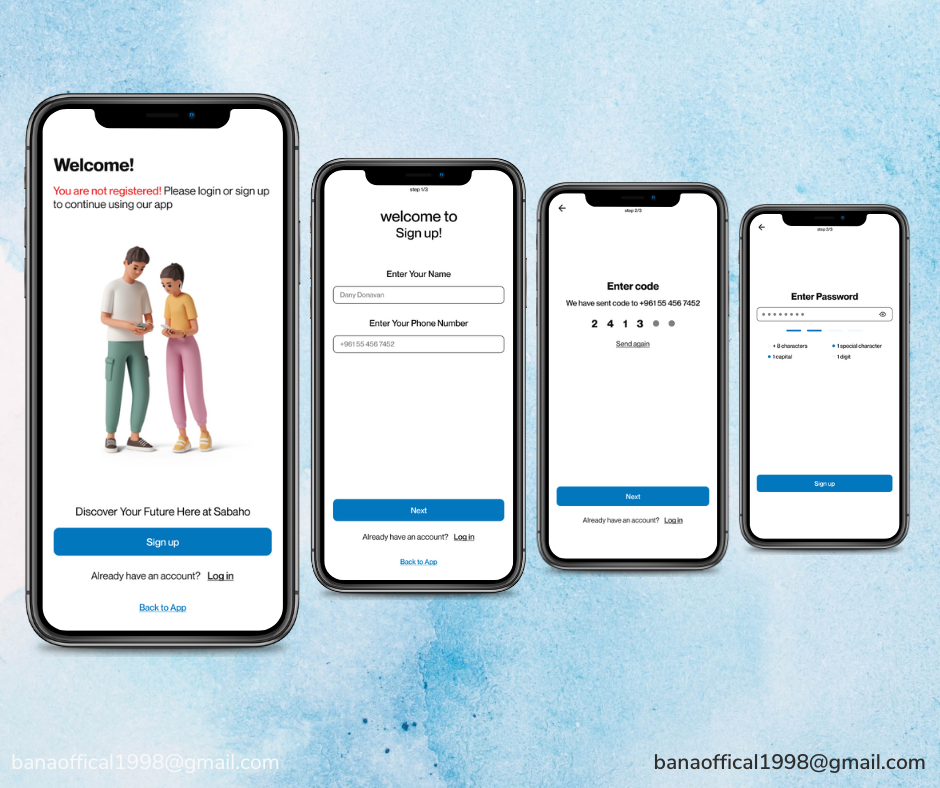 Welcome!
You are not registered! Please login or sign up
to continue using our app
Discover Your Future Here at Sabaho
Sign up
Already have an account? Log in
Back to App
step 1/3
welcome to
Sign up!
Enter Your Name
Dany Donavan
Enter Your Phone Number
+961 55 456 7452
Next
Already have an account? Log in
Back to App
step 2/3
Enter code
We have sent code to +961 55 456 7452
2 4 1 3
Send again
Next
Already have an account? Log in
step 2/3
Enter Password
+ 8 characters 1 special character
1 capital 1 digit
Sign up
banaoffical1998@gmail.com
banaoffical1998@gmail.com